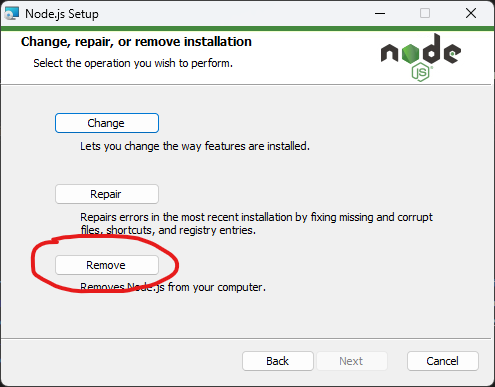 Node.js Setup
Change, repair, or remove installation
Select the operation you wish to perform.
node
JS
Change
Lets you change the way features are installed.
Repair
Repairs errors in the most recent installation by fixing missing and corrupt
files, shortcuts, and registry entries.
Remove
Removes Node.js from your computer.
Back
Next
Cancel